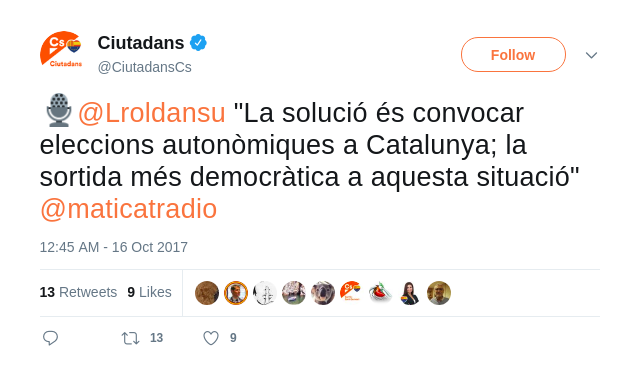 Cs
Ciutadans
Ciutadans
@CiutadansCs
Follow
@Lroldansu "La solució és convocar
eleccions autonòmiques a Catalunya; la
sortida més democràtica a aquesta situació"
@maticatradio
12:45 AM - 16 Oct 2017
13 Retweets 9 Likes
13 9